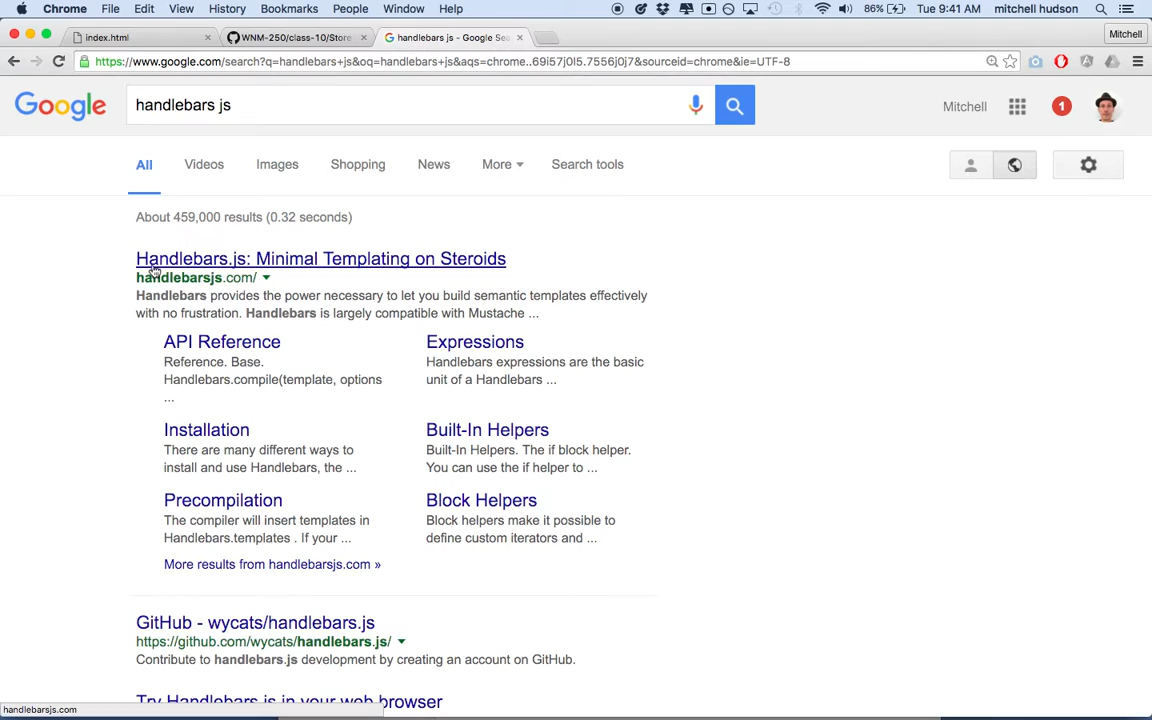 Chrome File Edit View History Bookmarks People Window Help 86% Tue 9:41 AM mitchell hudson
index.html WNM-250/class-10/Store handlebars js - Google Sea Mitchell
https://www.google.com/search?q=handlebars+js&oq=handlebars+js&aqs=chrome..69i57j0l5.7556j0j7&sourceid=chrome&ie=UTF-8
Google handlebars js Mitchell 1
All Videos Images Shopping News More Search tools
About 459,000 results (0.32 seconds)
Handlebars.js: Minimal Templating on Steroids
handlebarsjs.com/
Handlebars provides the power necessary to let you build semantic templates effectively
with no frustration. Handlebars is largely compatible with Mustache ...
API Reference
Reference. Base.
Handlebars.compile(template, options
...
Expressions
Handlebars expressions are the basic
unit of a Handlebars ...
Installation
There are many different ways to
install and use Handlebars, the ...
Built-In Helpers
Built-In Helpers. The if block helper.
You can use the if helper to ...
Precompilation
The compiler will insert templates in
Handlebars.templates . If your ...
Block Helpers
Block helpers make it possible to
define custom iterators and ...
More results from handlebarsjs.com »
GitHub - wycats/handlebars.js
https://github.com/wycats/handlebars.js/
Contribute to handlebars.js development by creating an account on GitHub.
Try Handlebars.js in your web browser
handlebarsjs.com